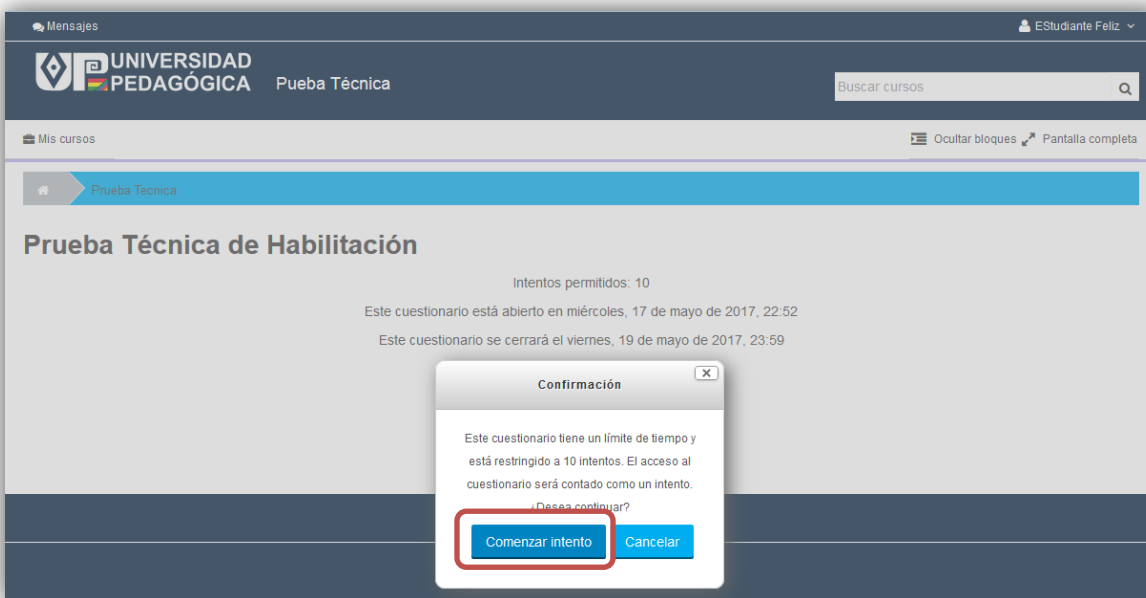 Mensajes
EStudiante Feliz
UNIVERSIDAD
PEDAGÓGICA
Pueba Técnica
Buscar cursos
Mis cursos
Ocultar bloques
Pantalla completa
Prueba Tecnica
Prueba Técnica de Habilitación
Intentos permitidos: 10
Este cuestionario está abierto en miércoles, 17 de mayo de 2017, 22:52
Este cuestionario se cerrará el viernes, 19 de mayo de 2017, 23:59
Confirmación
Este cuestionario tiene un límite de tiempo y
está restringido a 10 intentos. El acceso al
cuestionario será contado como un intento.
¿Desea continuar?
Comenzar intento
Cancelar